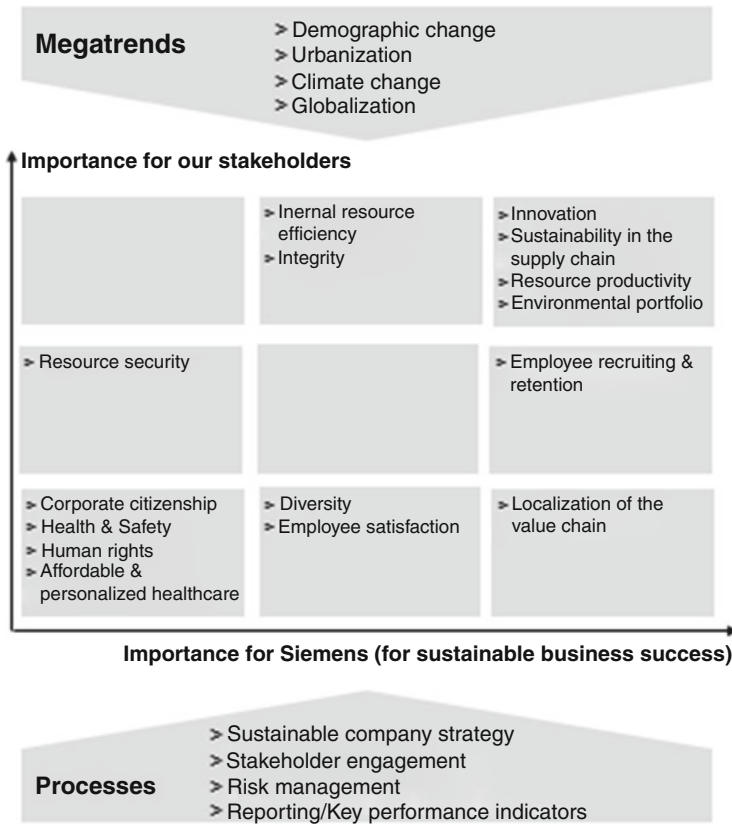 Megatrends
> Demographic change
> Urbanization
> Climate change
> Globalization
Importance for our stakeholders
> Inernal resource
efficiency
> Integrity
> Innovation
> Sustainability in the
supply chain
> Resource productivity
> Environmental portfolio
> Resource security
> Employee recruiting &
retention
> Corporate citizenship
> Health & Safety
> Human rights
> Affordable &
personalized healthcare
> Diversity
> Employee satisfaction
> Localization of the
value chain
Importance for Siemens (for sustainable business success)
Processes
> Sustainable company strategy
> Stakeholder engagement
> Risk management
> Reporting/Key performance indicators